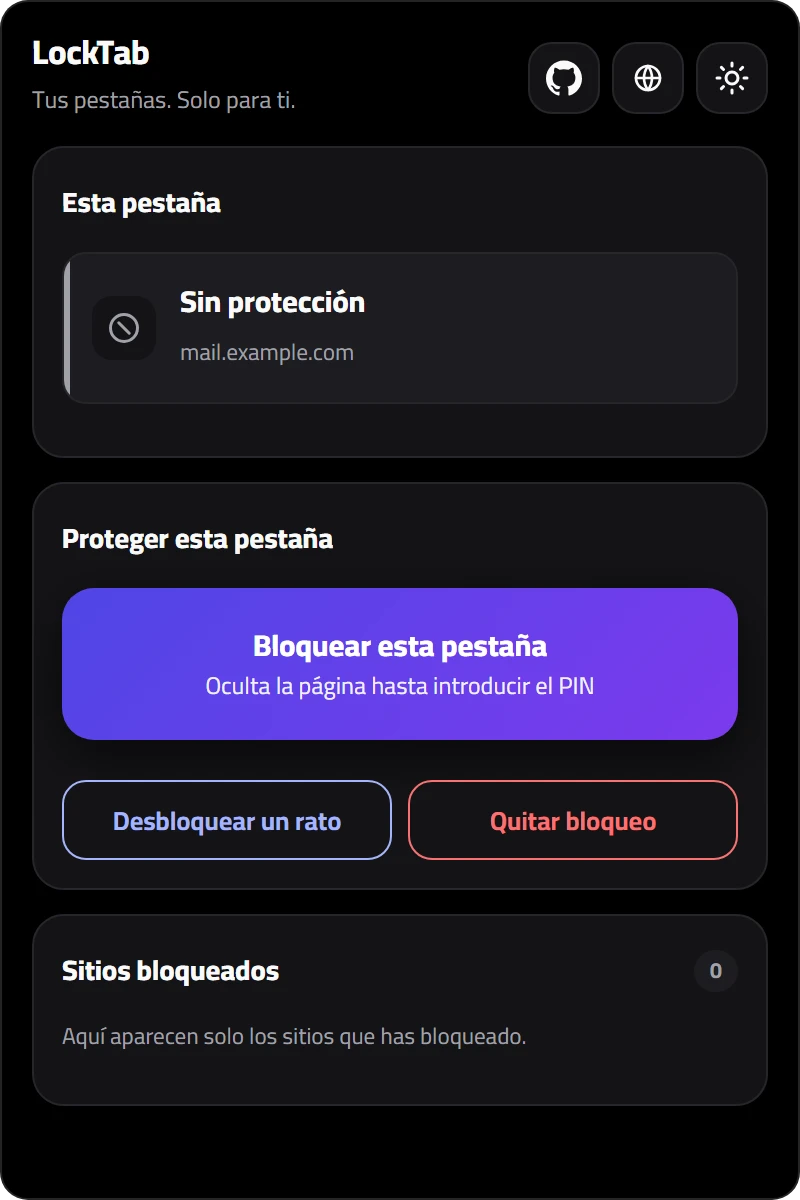 LockTab
Tus pestañas. Solo para ti.
Esta pestaña
Sin protección
mail.example.com
Proteger esta pestaña
Bloquear esta pestaña
Oculta la página hasta introducir el PIN
Desbloquear un rato
Quitar bloqueo
Sitios bloqueados
0
Aquí aparecen solo los sitios que has bloqueado.